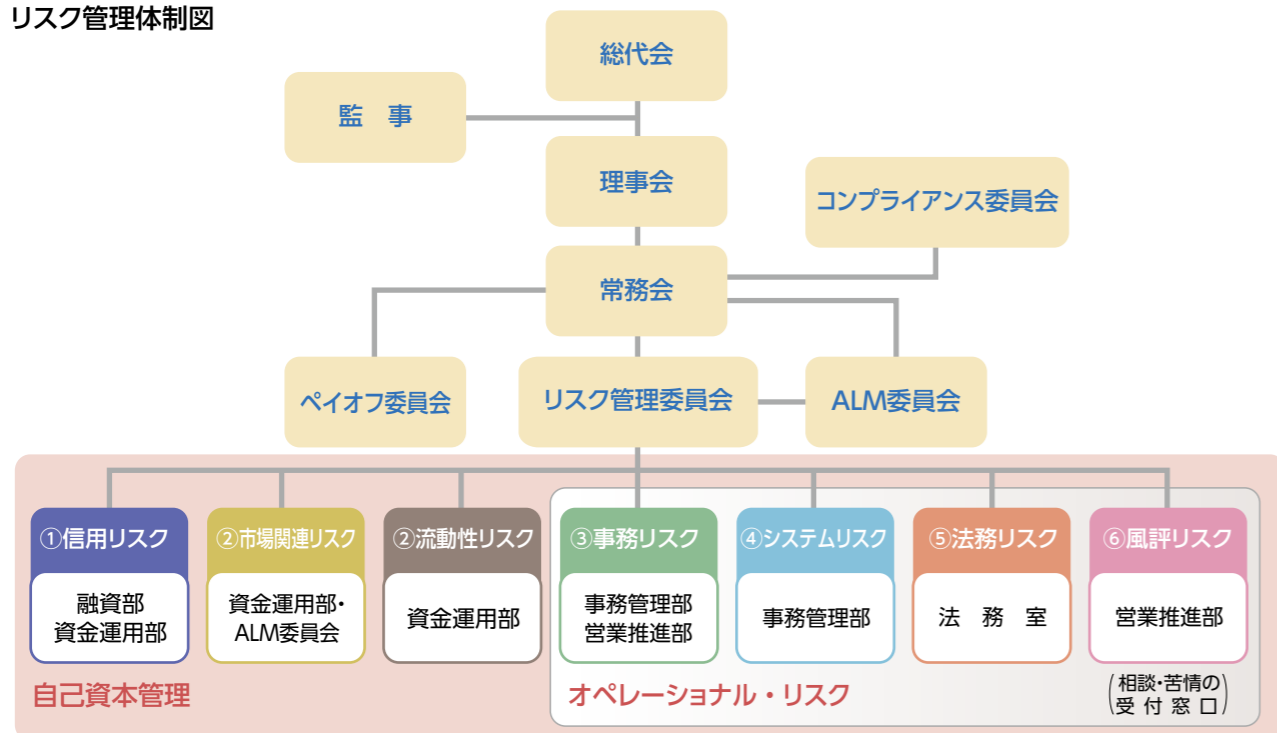 リスク管理体制図
総代会
監　事
理事会
コンプライアンス委員会
常務会
ペイオフ委員会
リスク管理委員会
ALM委員会
①信用リスク
融資部
資金運用部
②市場関連リスク
資金運用部・
ALM委員会
②流動性リスク
資金運用部
③事務リスク
事務管理部
営業推進部
④システムリスク
事務管理部
⑤法務リスク
法　務　室
⑥風評リスク
営業推進部
(相談・苦情の
受付窓口)
自己資本管理
オペレーショナル・リスク